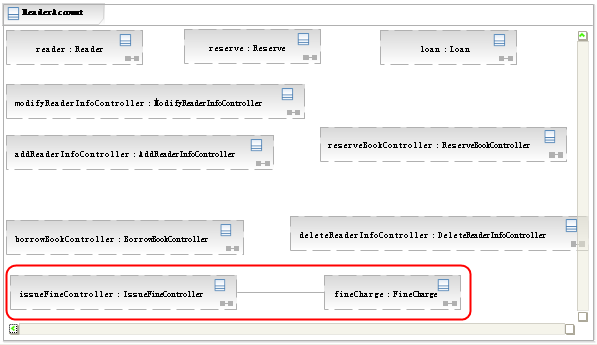 ReaderAccount
reader : Reader
reserve : Reserve
loan : Loan
modifyReaderInfoController : ModifyReaderInfoController
addReaderInfoController : AddReaderInfoController
reserveBookController : ReserveBookController
borrowBookController : BorrowBookController
deleteReaderInfoController : DeleteReaderInfoController
issueFineController : IssueFineController
fineCharge : FineCharge